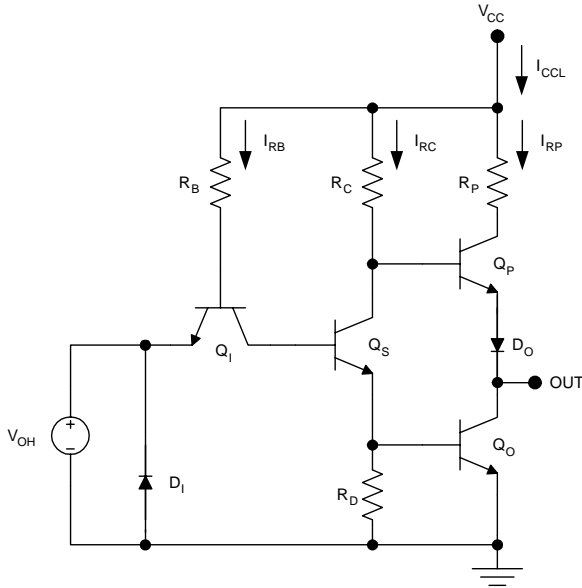 VCC
ICCL
IRB
IRC
IRP
RB
RC
RP
QP
QI
QS
DO
OUT
VOH
+
−
DI
RD
QO